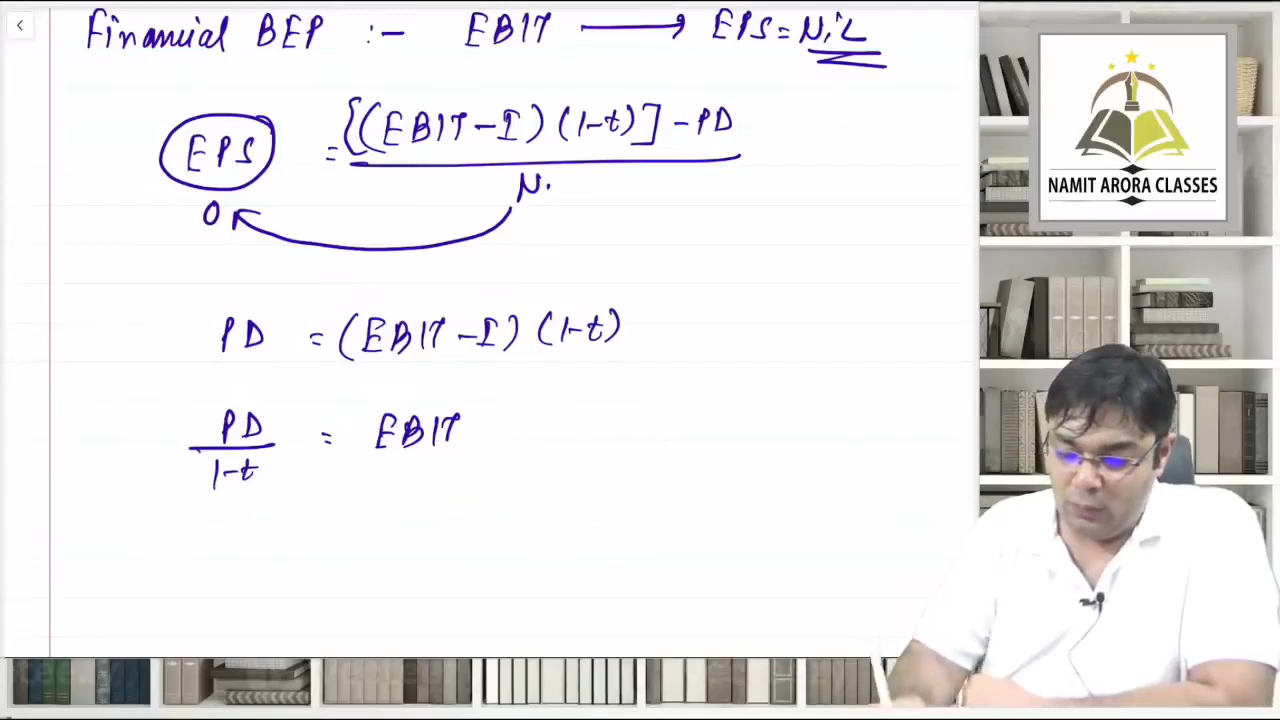 Financial BEP :- EBIT → EPS = NiL
EPS = {(EBIT - I) (1-t)] - PD
N.
0
PD = (EBIT - I) (1-t)
PD = EBIT
1-t
NAMIT ARORA CLASSES